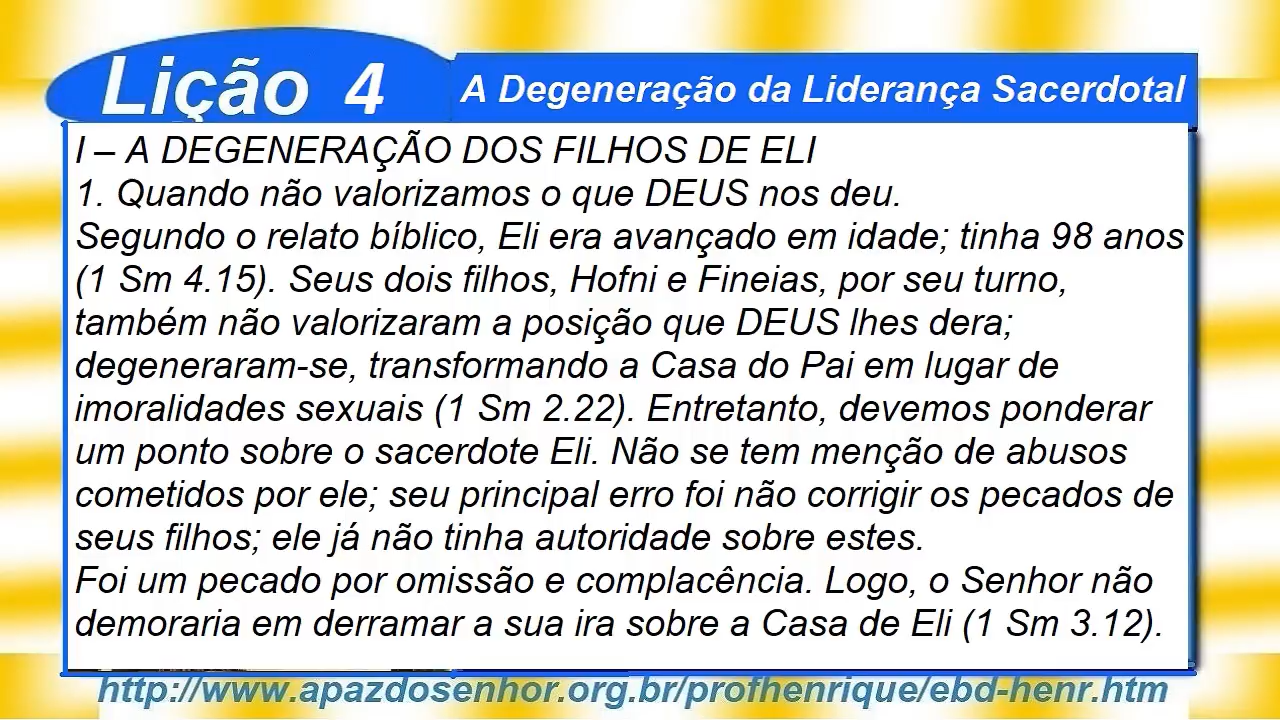 Lição 4
A Degeneração da Liderança Sacerdotal
I – A DEGENERAÇÃO DOS FILHOS DE ELI
1. Quando não valorizamos o que DEUS nos deu.
Segundo o relato bíblico, Eli era avançado em idade; tinha 98 anos
(1 Sm 4.15). Seus dois filhos, Hofni e Fineias, por seu turno,
também não valorizaram a posição que DEUS lhes dera;
degeneraram-se, transformando a Casa do Pai em lugar de
imoralidades sexuais (1 Sm 2.22). Entretanto, devemos ponderar
um ponto sobre o sacerdote Eli. Não se tem menção de abusos
cometidos por ele; seu principal erro foi não corrigir os pecados de
seus filhos; ele já não tinha autoridade sobre estes.
Foi um pecado por omissão e complacência. Logo, o Senhor não
demoraria em derramar a sua ira sobre a Casa de Eli (1 Sm 3.12).
http://www.apazdosenhor.org.br/profhenrique/ebd-henr.htm